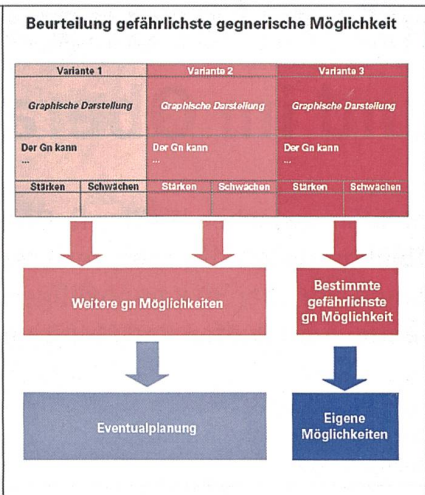 Beurteilung gefährlichste gegnerische Möglichkeit
Variante 1 Variante 2 Variante 3
Graphische Darstellung Graphische Darstellung Graphische Darstellung
Der Gn kann Der Gn kann Der Gn kann
... ... ...
Stärken Schwächen Stärken Schwächen Stärken Schwächen
Weitere gn Möglichkeiten
Bestimmte
gefährlichste
gn Möglichkeit
Eventualplanung
Eigene
Möglichkeiten